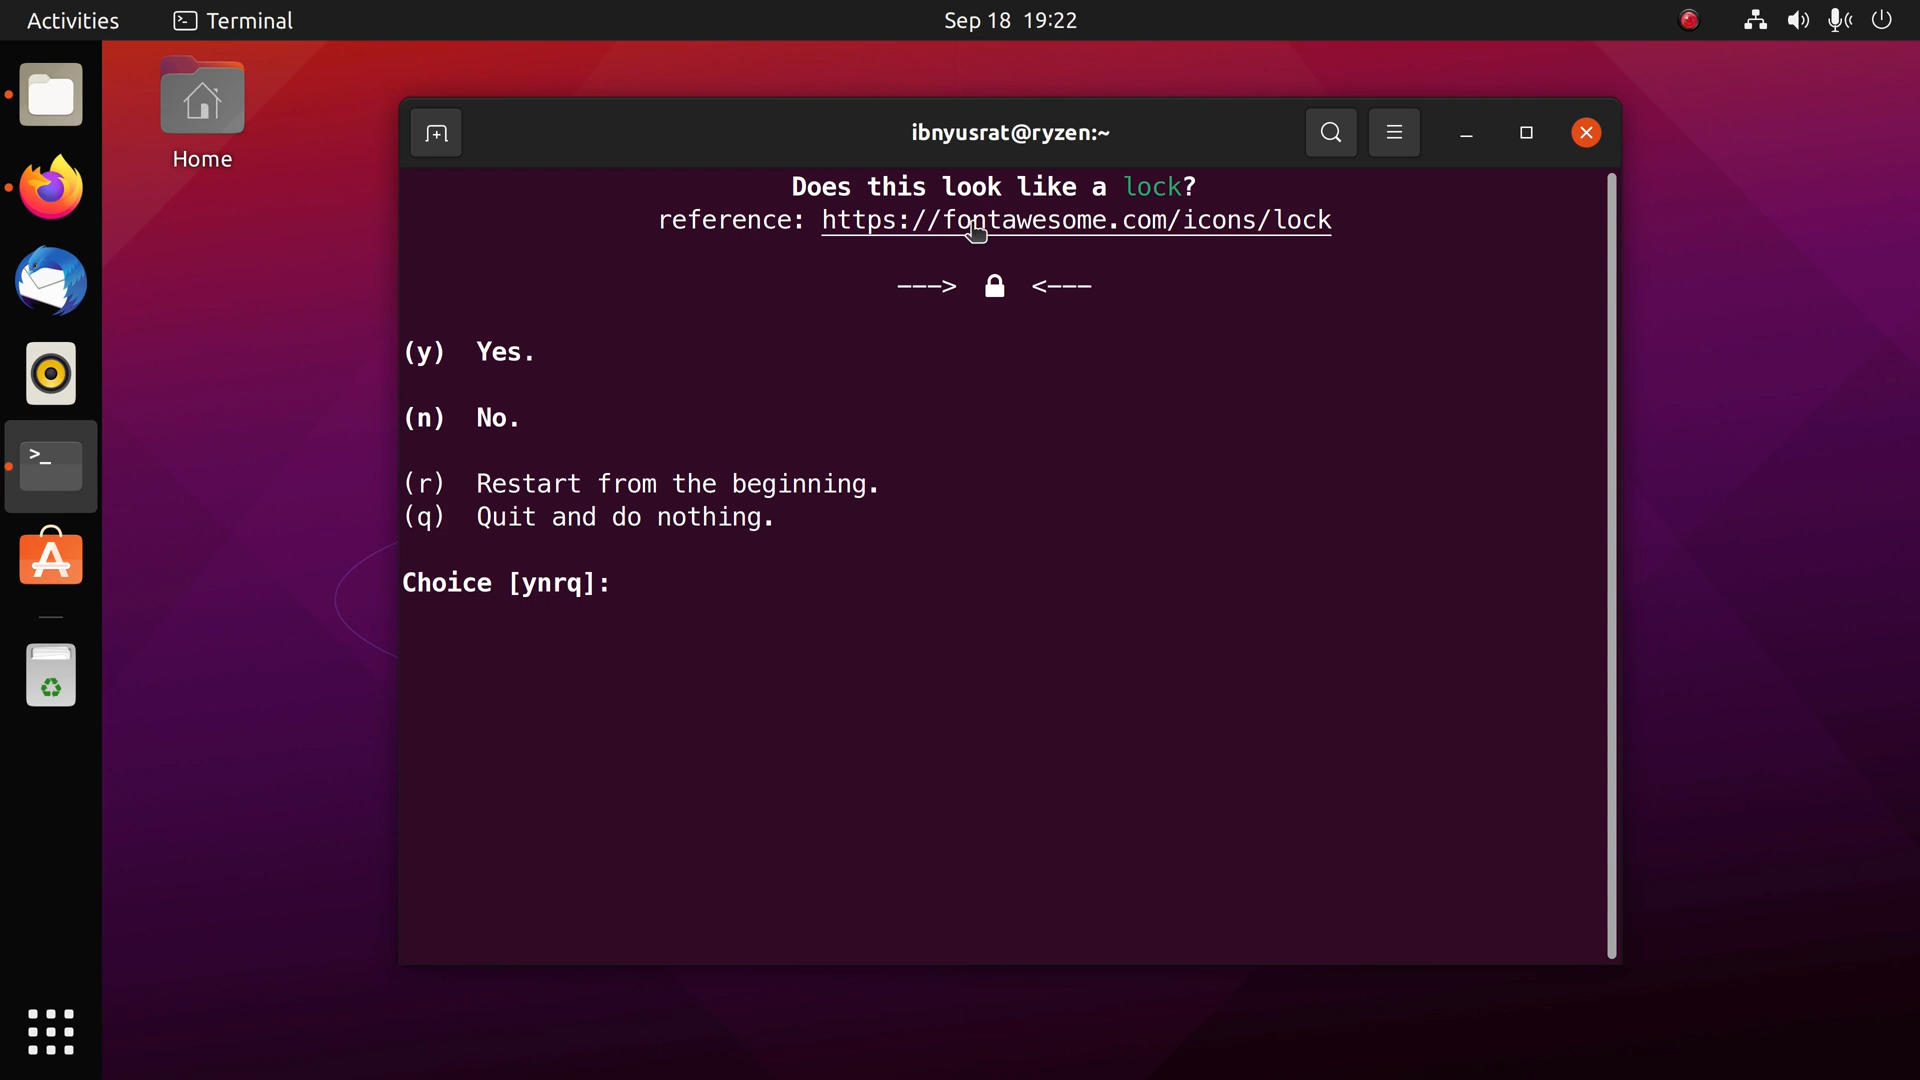 Activities Terminal Sep 18 19:22
Home
ibnyusrat@ryzen:~
Does this look like a lock?
reference: https://fontawesome.com/icons/lock
---> <---
(y) Yes.
(n) No.
(r) Restart from the beginning.
(q) Quit and do nothing.
Choice [ynrq]: